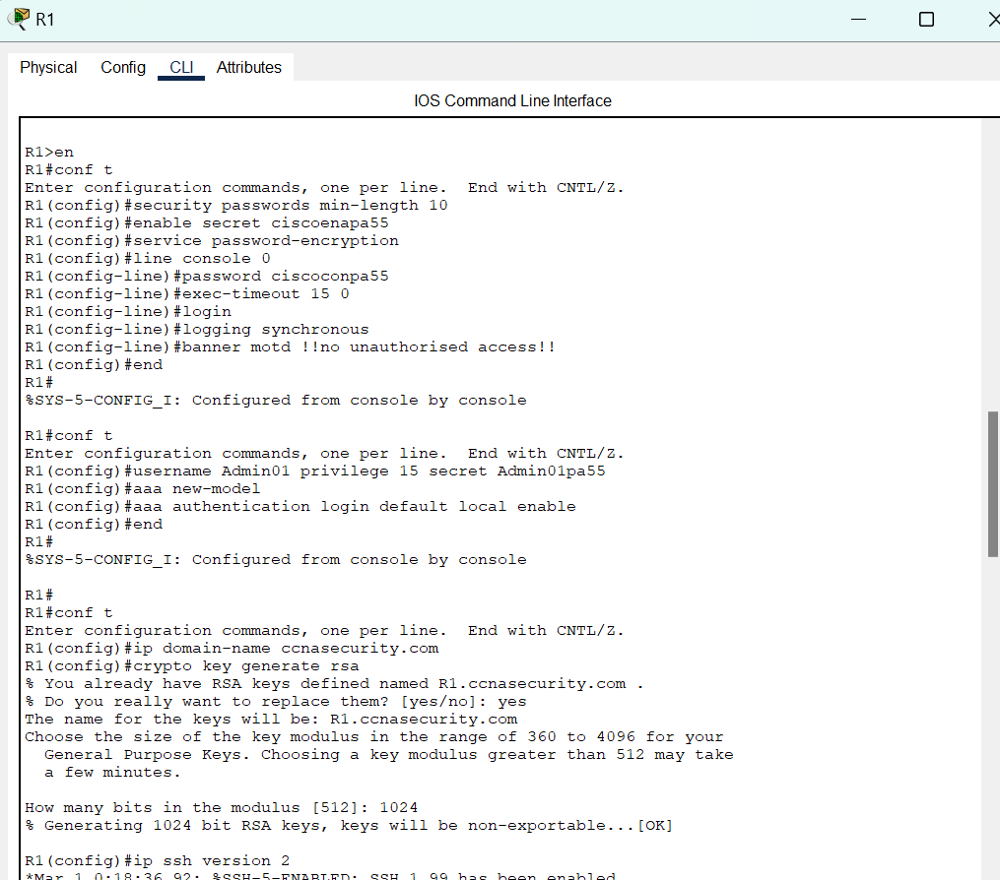 R1
Physical Config CLI Attributes
IOS Command Line Interface
R1>en
R1#conf t
Enter configuration commands, one per line.  End with CNTL/Z.
R1(config)#security passwords min-length 10
R1(config)#enable secret ciscoenapa55
R1(config)#service password-encryption
R1(config)#line console 0
R1(config-line)#password ciscoconpa55
R1(config-line)#exec-timeout 15 0
R1(config-line)#login
R1(config-line)#logging synchronous
R1(config-line)#banner motd !!no unauthorised access!!
R1(config)#end
R1#
%SYS-5-CONFIG_I: Configured from console by console
R1#conf t
Enter configuration commands, one per line.  End with CNTL/Z.
R1(config)#username Admin01 privilege 15 secret Admin01pa55
R1(config)#aaa new-model
R1(config)#aaa authentication login default local enable
R1(config)#end
R1#
%SYS-5-CONFIG_I: Configured from console by console
R1#
R1#conf t
Enter configuration commands, one per line.  End with CNTL/Z.
R1(config)#ip domain-name ccnasecurity.com
R1(config)#crypto key generate rsa
% You already have RSA keys defined named R1.ccnasecurity.com .
% Do you really want to replace them? [yes/no]: yes
The name for the keys will be: R1.ccnasecurity.com
Choose the size of the key modulus in the range of 360 to 4096 for your
  General Purpose Keys. Choosing a key modulus greater than 512 may take
  a few minutes.
How many bits in the modulus [512]: 1024
% Generating 1024 bit RSA keys, keys will be non-exportable...[OK]
R1(config)#ip ssh version 2
*Mar 1 0:18:36.92: %SSH-5-ENABLED: SSH 1.99 has been enabled